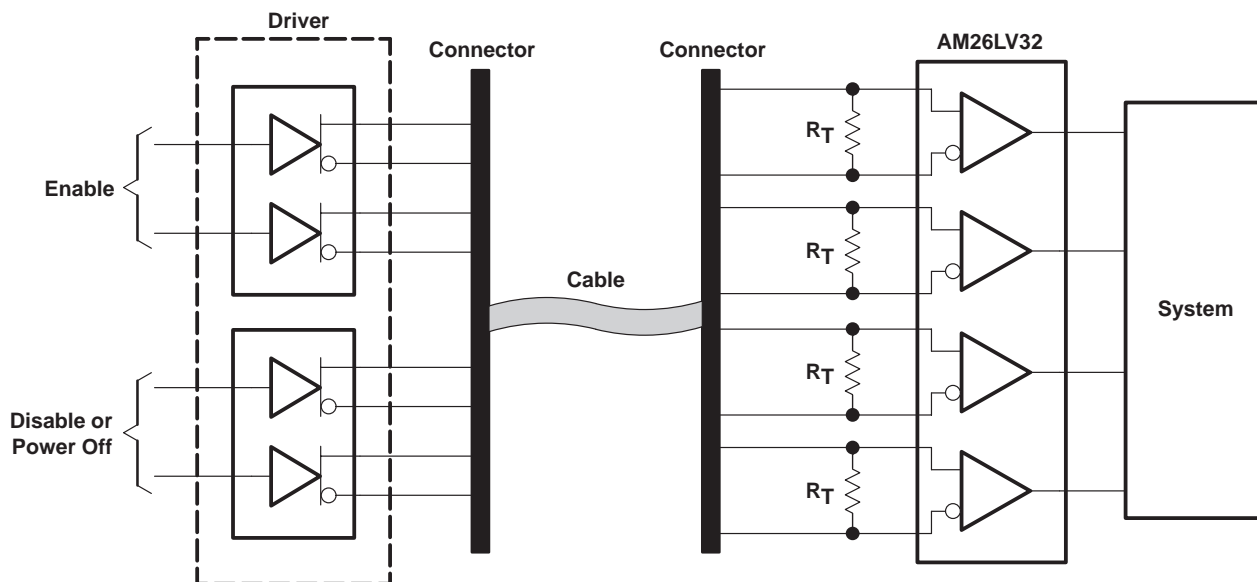 Driver
Connector
Connector
AM26LV32
Enable
Disable or
Power Off
Cable
RT
RT
RT
RT
System